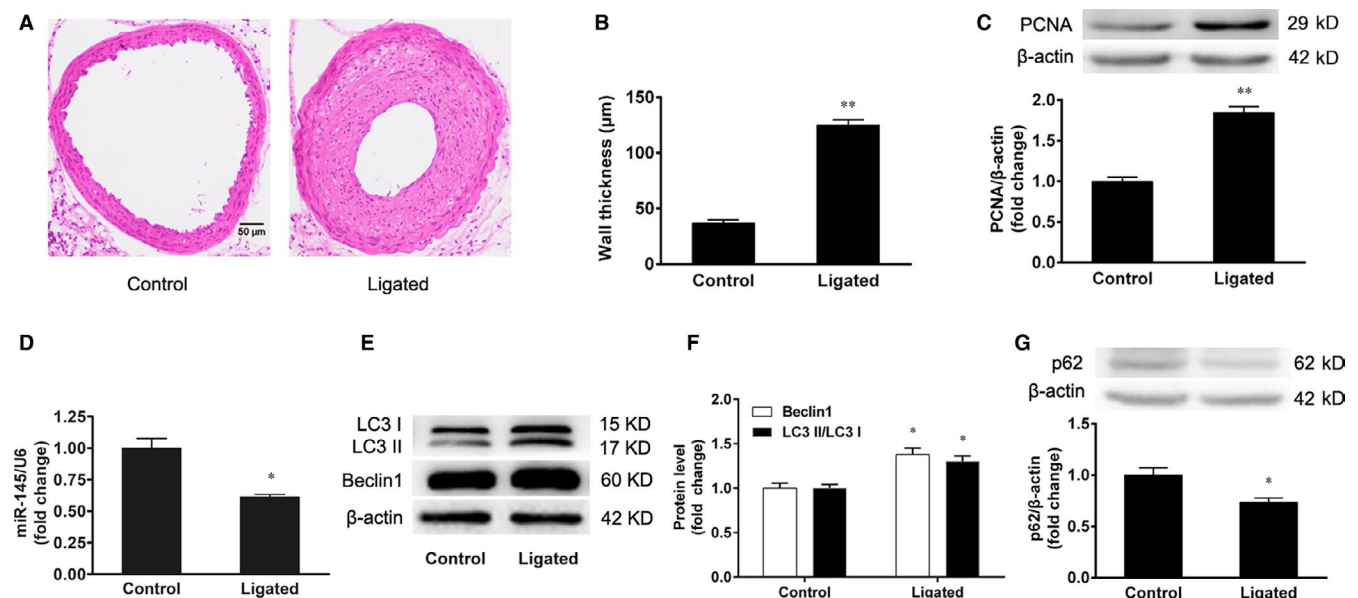 A
50 µm
Control
Ligated
B
Wall thickness (µm)
150
100
50
0
**
Control
Ligated
C
PCNA
29 kD
β-actin
42 kD
PCNA/β-actin
(fold change)
2.0
1.5
1.0
0.5
0.0
**
Control
Ligated
D
miR-145/U6
(fold change)
1.25
1.00
0.75
0.50
0.25
0.00
*
Control
Ligated
E
LC3 I
15 KD
LC3 II
17 KD
Beclin1
60 KD
β-actin
42 KD
Control
Ligated
F
Protein level
(fold change)
2.0
1.5
1.0
0.5
0.0
Beclin1
LC3 II/LC3 I
*
*
Control
Ligated
G
p62
62 kD
β-actin
42 kD
p62/β-actin
(fold change)
1.5
1.0
0.5
0.0
*
Control
Ligated